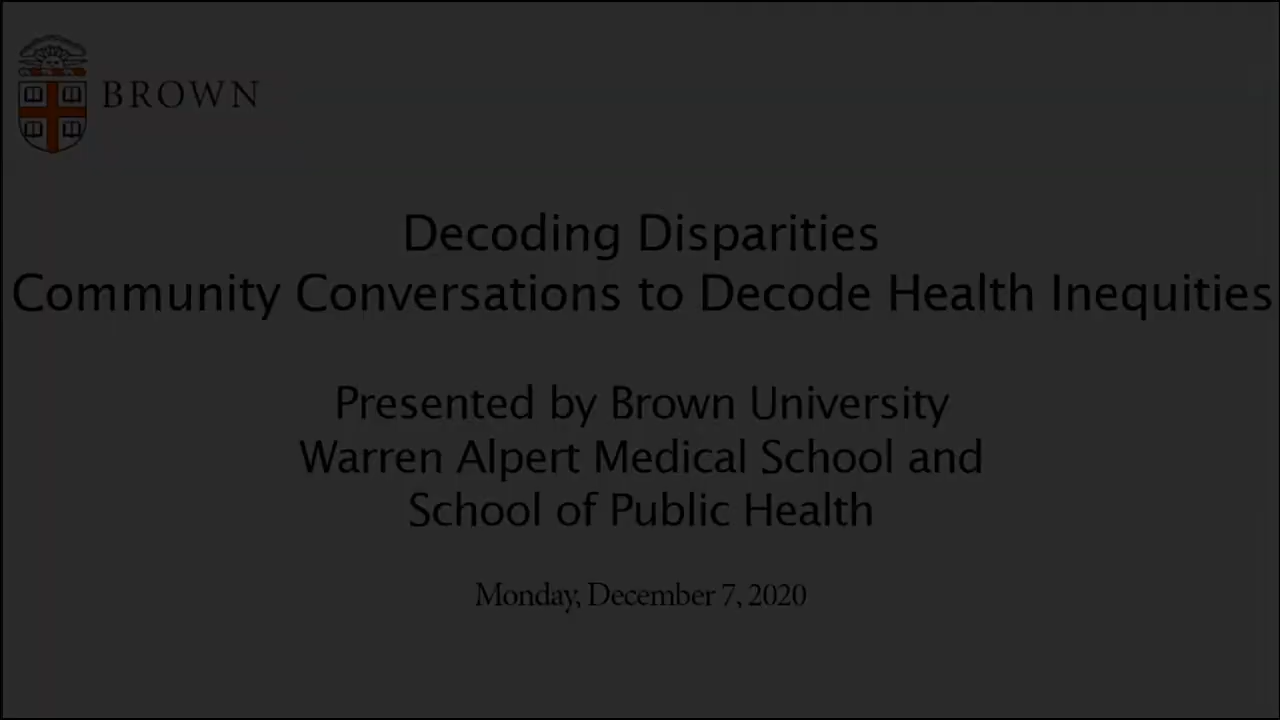 BROWN
Decoding Disparities
Community Conversations to Decode Health Inequities
Presented by Brown University
Warren Alpert Medical School and
School of Public Health
Monday, December 7, 2020